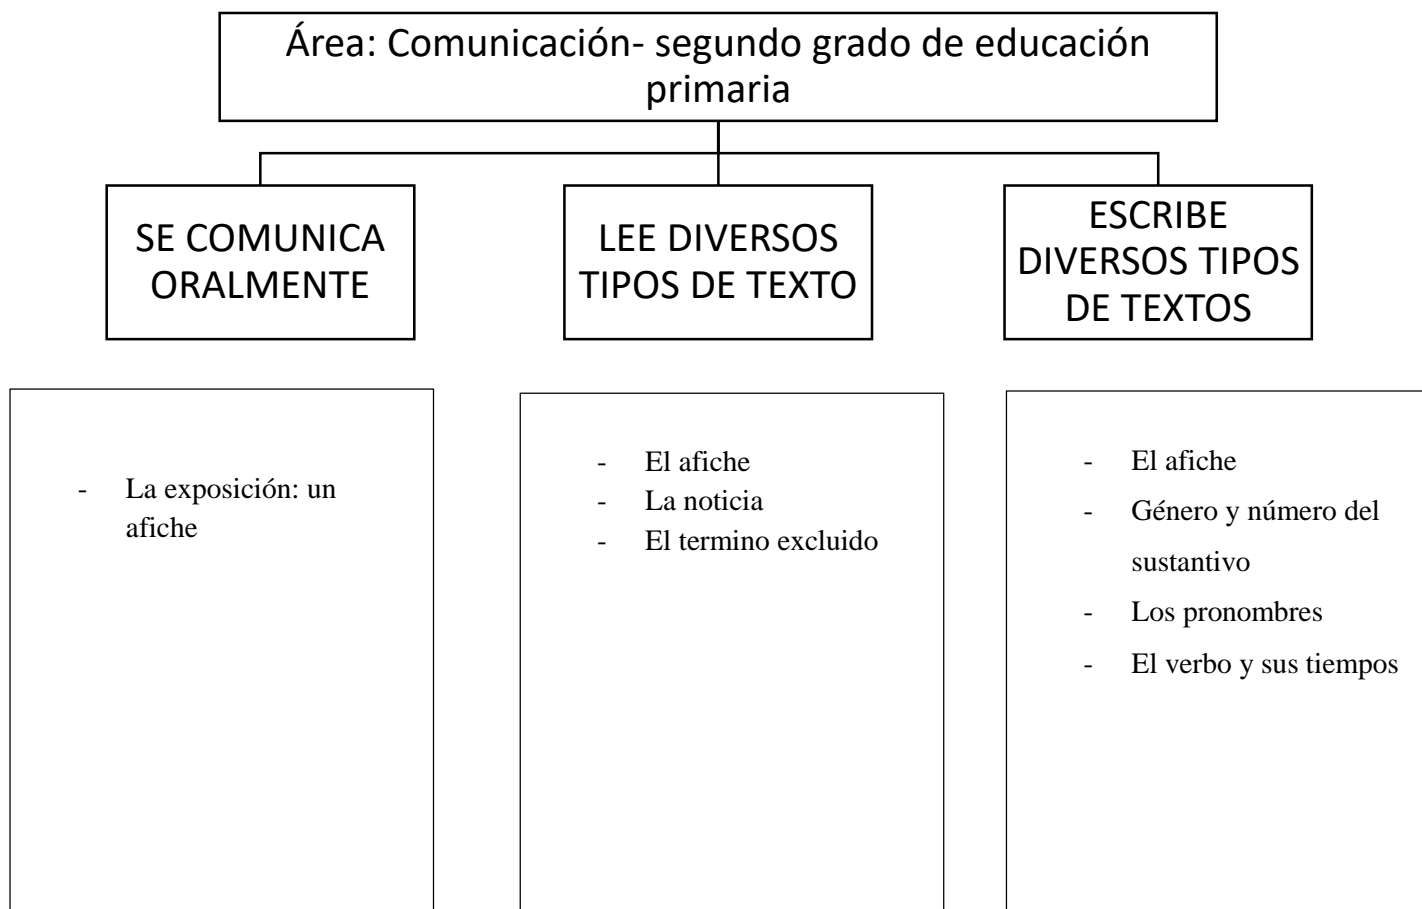 Área: Comunicación- segundo grado de educación
primaria
SE COMUNICA
ORALMENTE
LEE DIVERSOS
TIPOS DE TEXTO
ESCRIBE
DIVERSOS TIPOS
DE TEXTOS
- La exposición: un
afiche
- El afiche
- La noticia
- El termino excluido
- El afiche
- Género y número del
sustantivo
- Los pronombres
- El verbo y sus tiempos